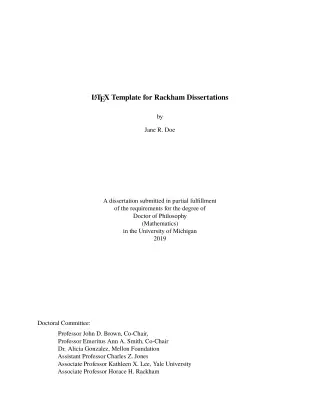 LATEX Template for Rackham Dissertations
by
Jane R. Doe
A dissertation submitted in partial fulfillment
of the requirements for the degree of
Doctor of Philosophy
(Mathematics)
in the University of Michigan
2019
Doctoral Committee:
Professor John D. Brown, Co-Chair,
Professor Emeritus Ann A. Smith, Co-Chair
Dr. Alicia Gonzalez, Mellon Foundation
Assistant Professor Charles Z. Jones
Associate Professor Kathleen X. Lee, Yale University
Associate Professor Horace H. Rackham